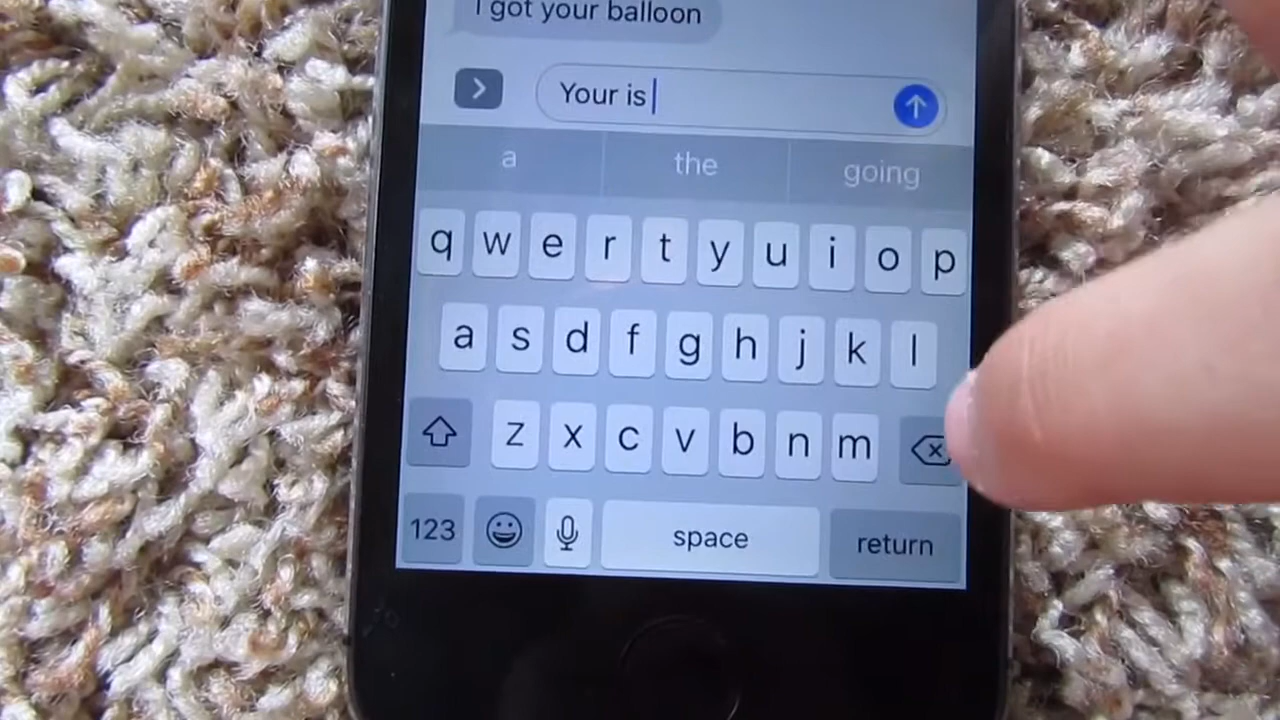 I got your balloon
Your is
a the going
q w e r t y u i o p
a s d f g h j k l
z x c v b n m
123 space return